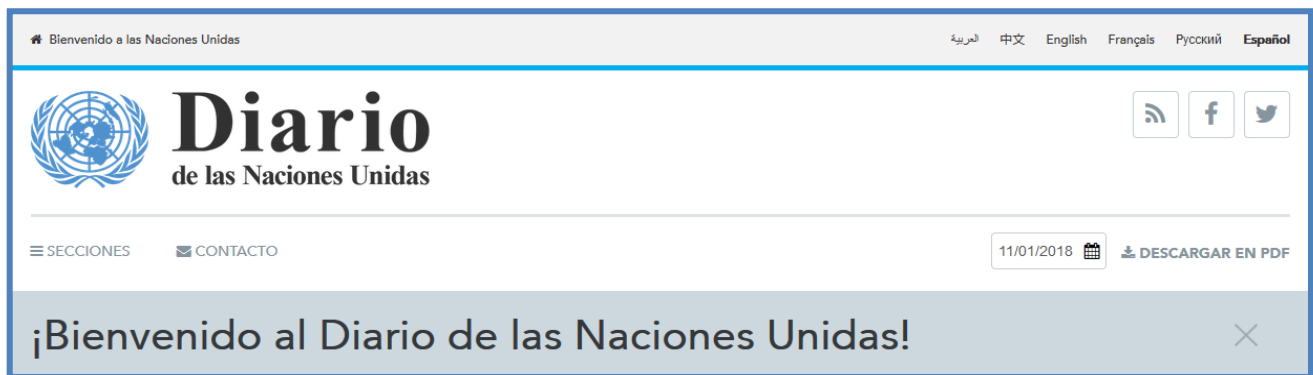 Bienvenido a las Naciones Unidas
العربية 中文 English Français Русский Español
Diario
de las Naciones Unidas
SECCIONES CONTACTO 11/01/2018 DESCARGAR EN PDF
¡Bienvenido al Diario de las Naciones Unidas!